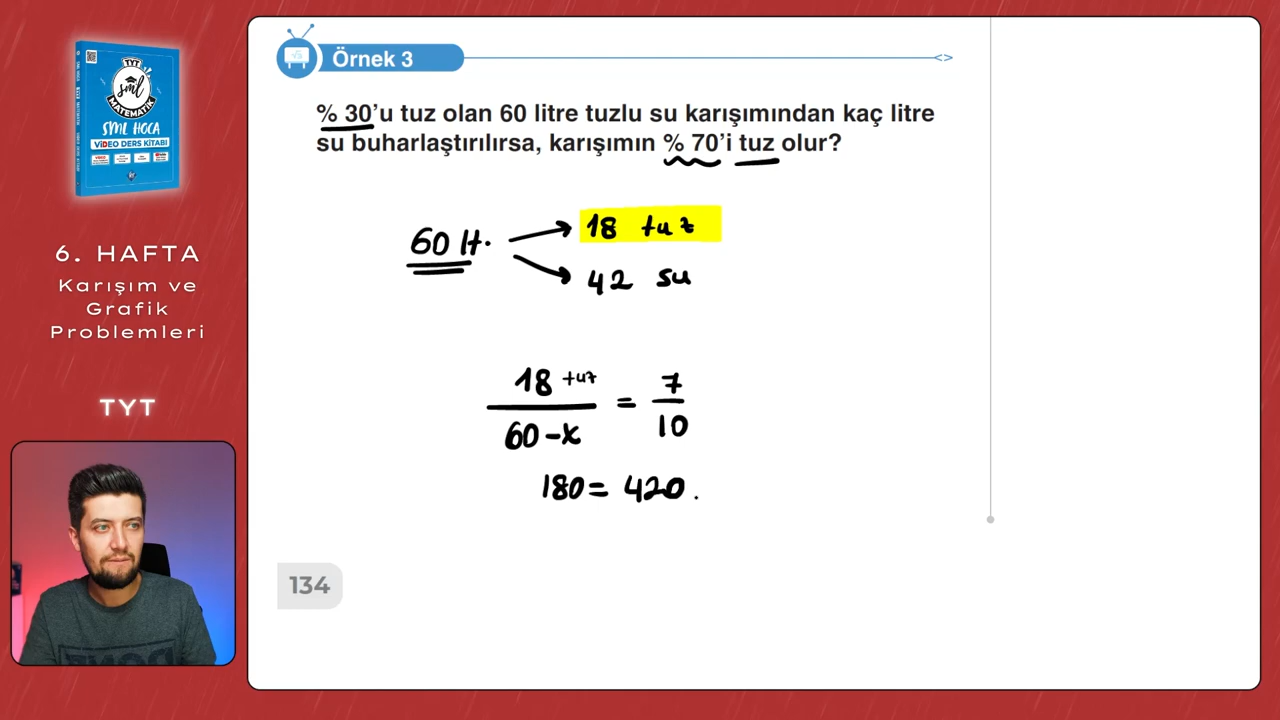 TYT
sml
MATEMATİK
SML HOCA
VİDEO DERS KİTABI
6. HAFTA
Karışım ve
Grafik
Problemleri
TYT
Örnek 3
<>
% 30’u tuz olan 60 litre tuzlu su karışımından kaç litre
su buharlaştırılırsa, karışımın % 70’i tuz olur?
60 lt.
18 tuz
42 su
18 tuz
60-x
=
7
10
180 = 420.
134